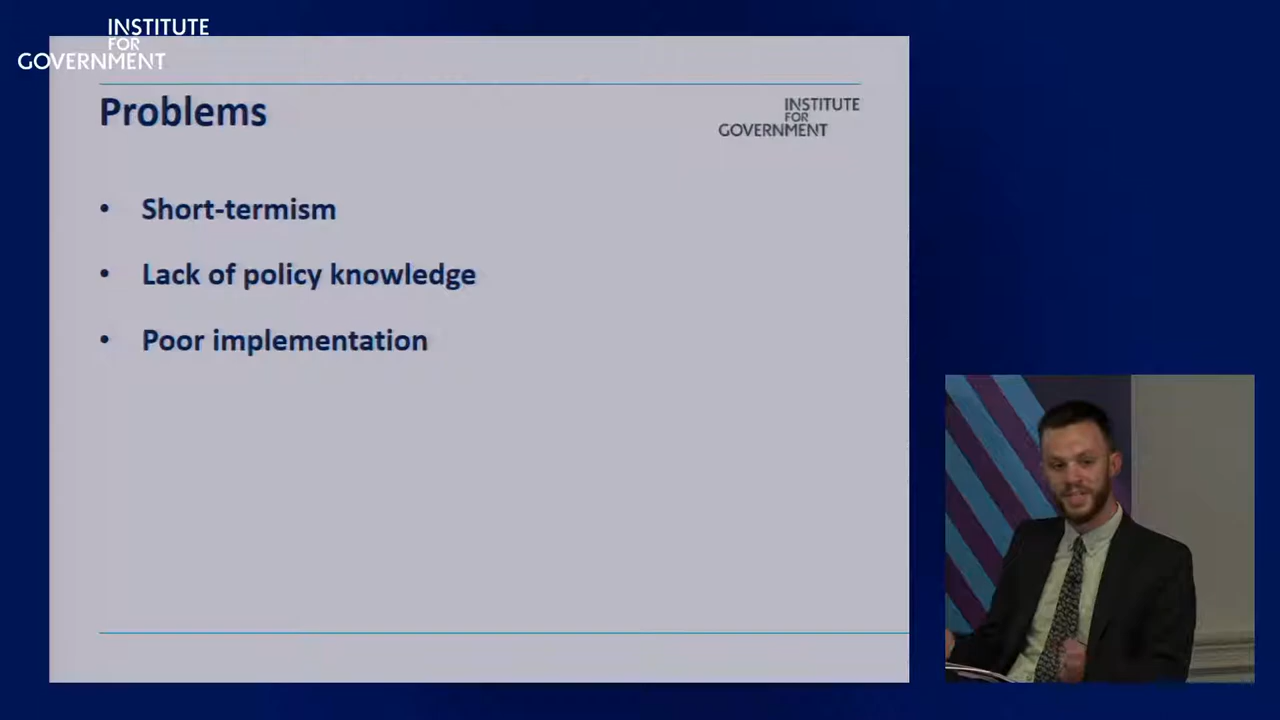 INSTITUTE
FOR
GOVERNMENT
Problems
INSTITUTE
FOR
GOVERNMENT
• Short-termism
• Lack of policy knowledge
• Poor implementation